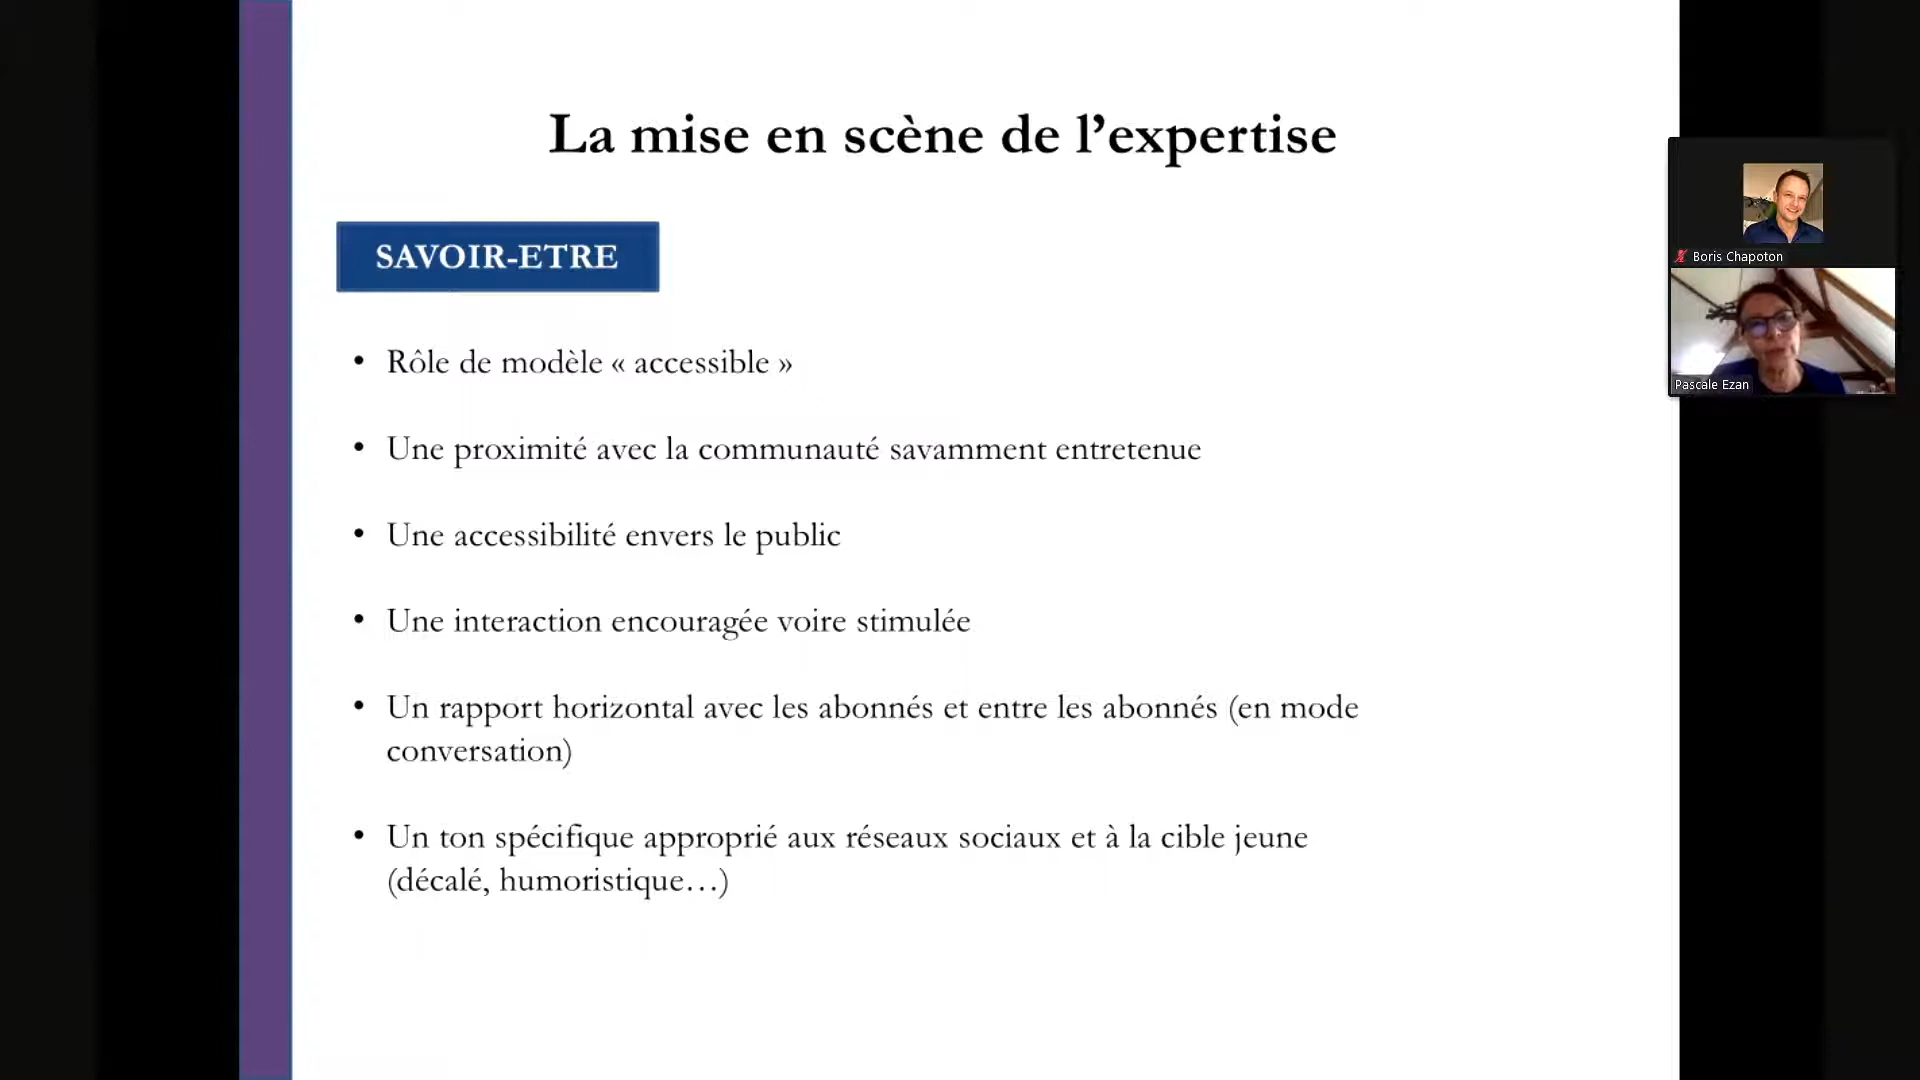 La mise en scène de l’expertise
SAVOIR-ETRE
• Rôle de modèle « accessible »
• Une proximité avec la communauté savamment entretenue
• Une accessibilité envers le public
• Une interaction encouragée voire stimulée
• Un rapport horizontal avec les abonnés et entre les abonnés (en mode
conversation)
• Un ton spécifique approprié aux réseaux sociaux et à la cible jeune
(décalé, humoristique…)
Boris Chapoton
Pascale Ezan